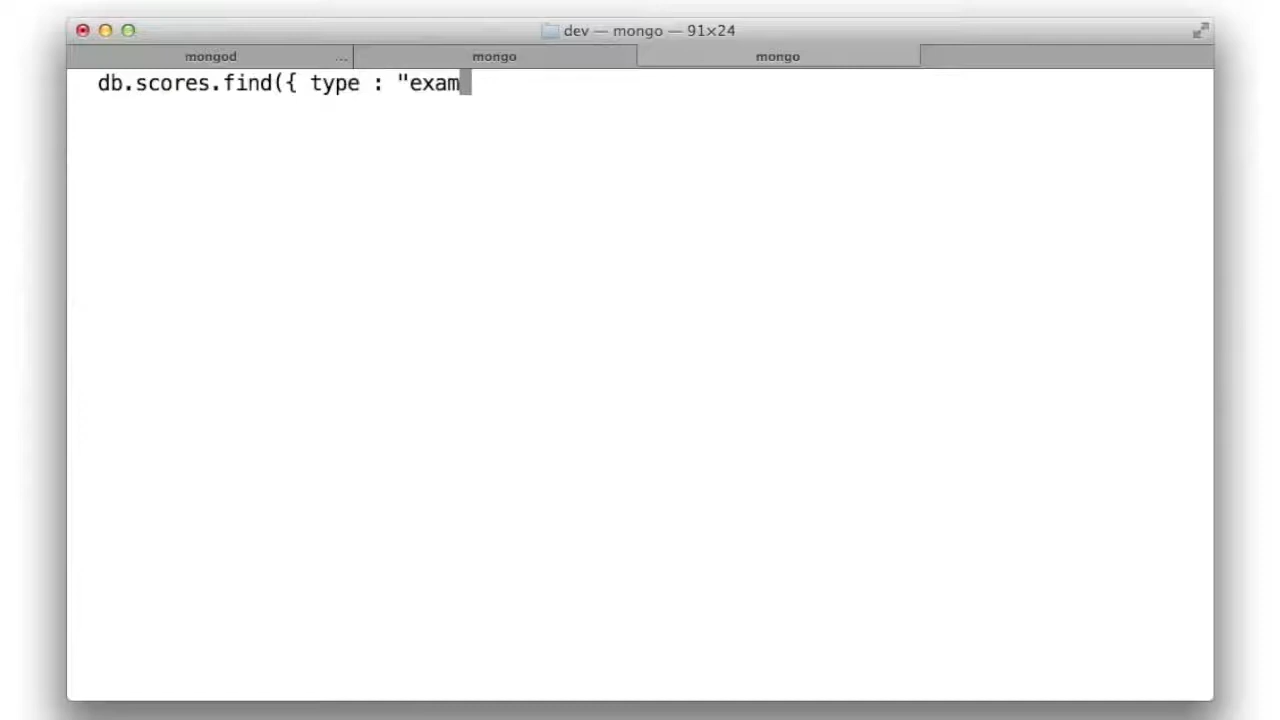 dev — mongo — 91×24
mongod ... mongo mongo
db.scores.find({ type : "exam